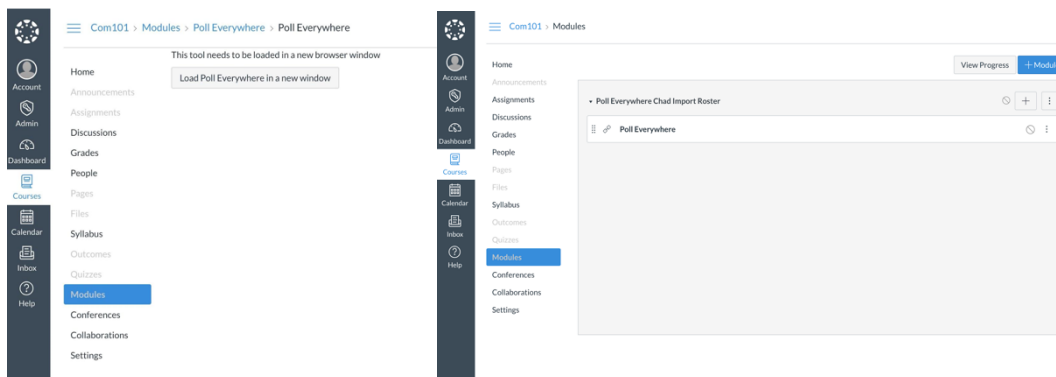 Com101 > Modules > Poll Everywhere > Poll Everywhere
This tool needs to be loaded in a new browser window
Load Poll Everywhere in a new window
Account
Admin
Dashboard
Courses
Calendar
Inbox
Help
Home
Announcements
Assignments
Discussions
Grades
People
Pages
Files
Syllabus
Outcomes
Quizzes
Modules
Conferences
Collaborations
Settings
Com101 > Modules
Account
Admin
Dashboard
Courses
Calendar
Inbox
Help
Home
Announcements
Assignments
Discussions
Grades
People
Pages
Files
Syllabus
Outcomes
Quizzes
Modules
Conferences
Collaborations
Settings
View Progress
+ Modul
Poll Everywhere Chad Import Roster
Poll Everywhere